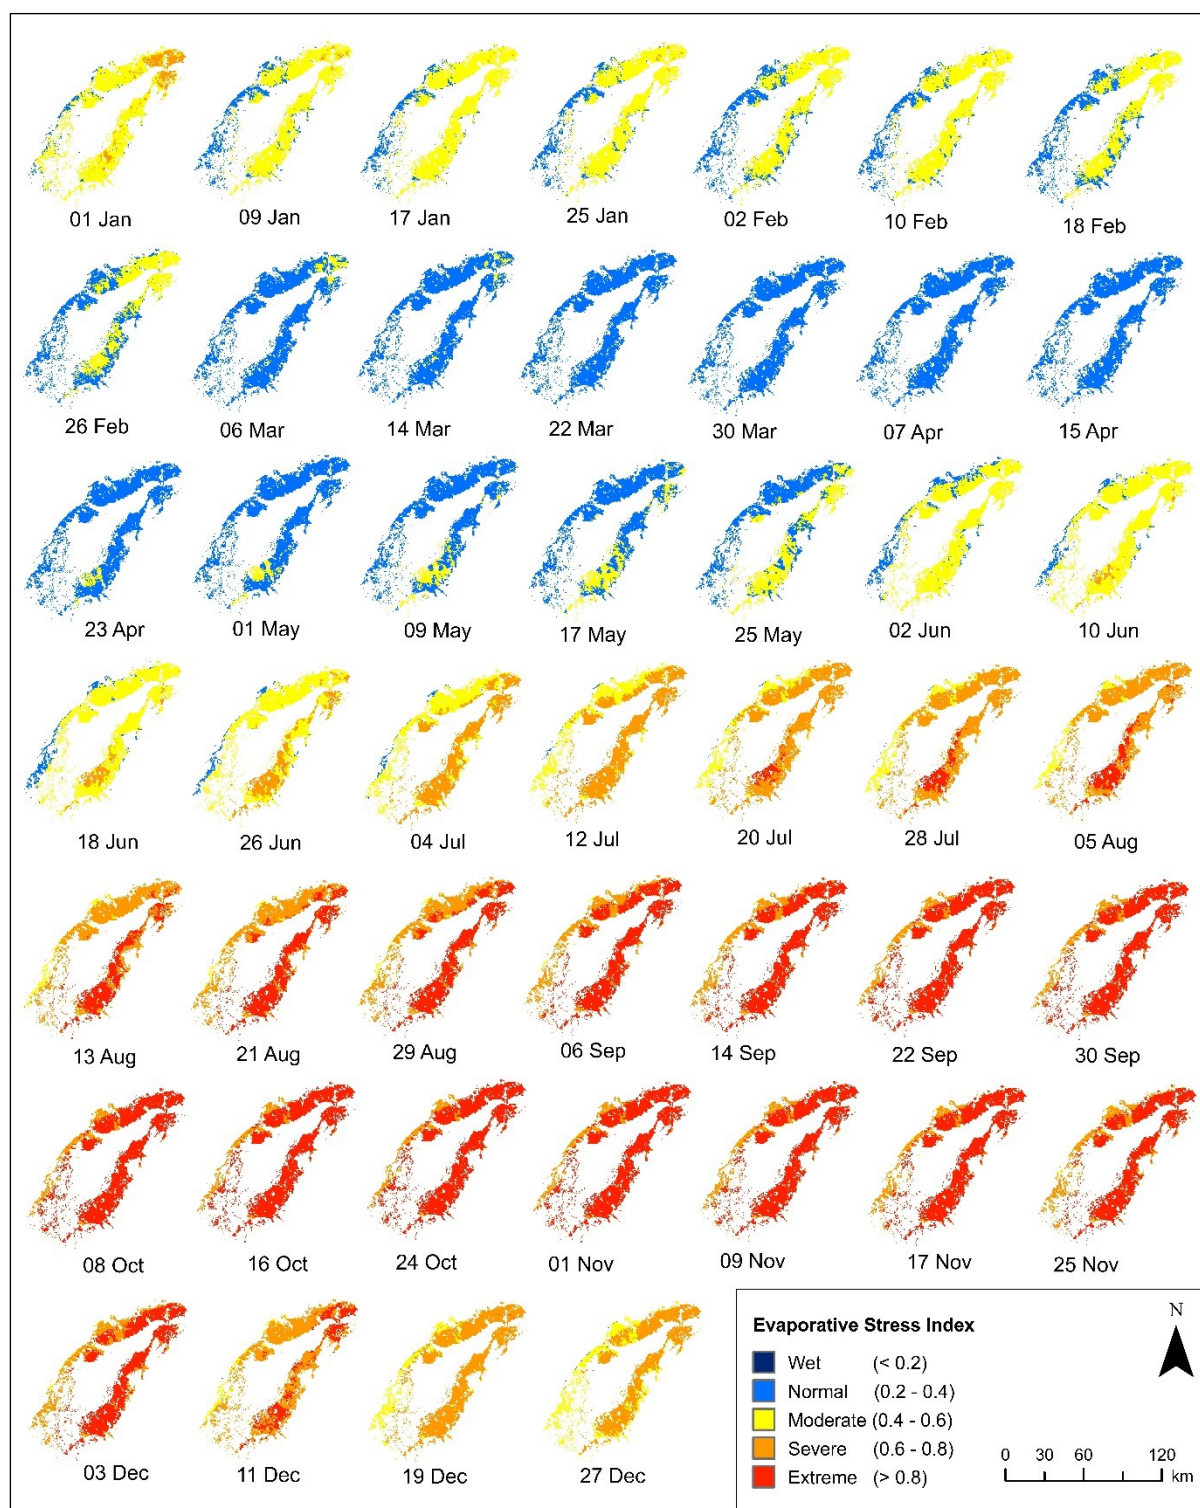 01 Jan
09 Jan
17 Jan
25 Jan
02 Feb
10 Feb
18 Feb
26 Feb
06 Mar
14 Mar
22 Mar
30 Mar
07 Apr
15 Apr
23 Apr
01 May
09 May
17 May
25 May
02 Jun
10 Jun
18 Jun
26 Jun
04 Jul
12 Jul
20 Jul
28 Jul
05 Aug
13 Aug
21 Aug
29 Aug
06 Sep
14 Sep
22 Sep
30 Sep
08 Oct
16 Oct
24 Oct
01 Nov
09 Nov
17 Nov
25 Nov
03 Dec
11 Dec
19 Dec
27 Dec
N
Evaporative Stress Index
Wet (< 0.2)
Normal (0.2 - 0.4)
Moderate (0.4 - 0.6)
Severe (0.6 - 0.8)
Extreme (> 0.8)
0 30 60 120
km